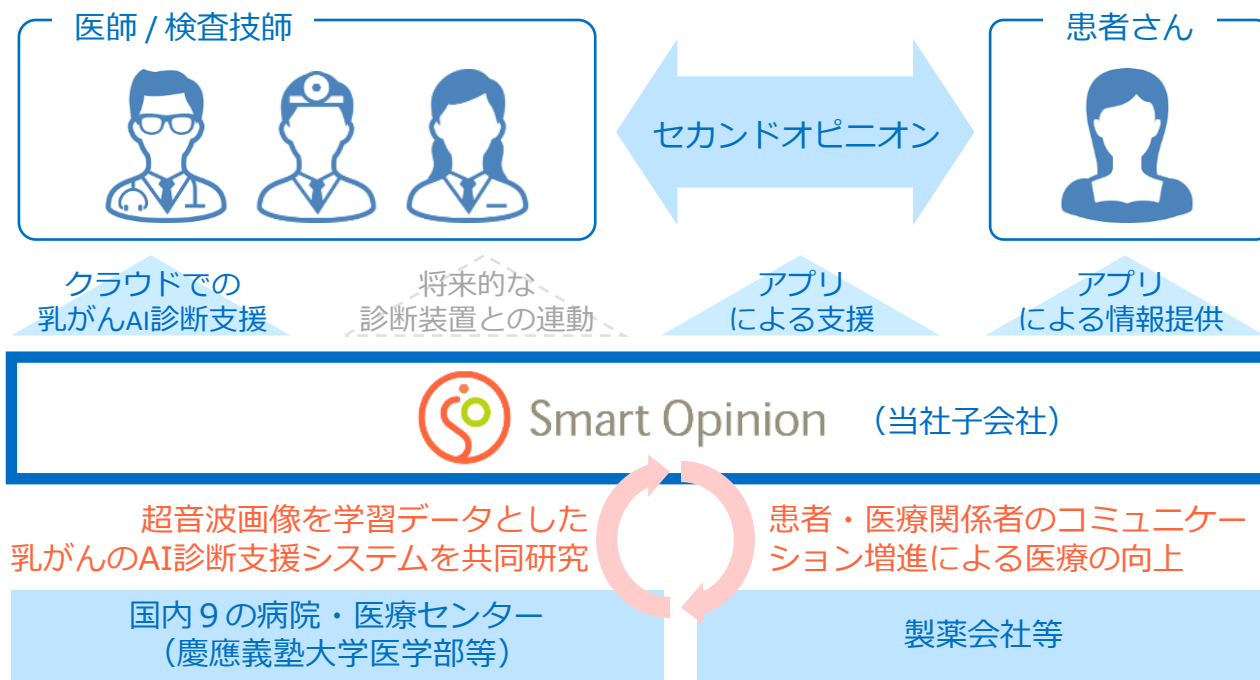 医師 / 検査技師
患者さん
セカンドオピニオン
クラウドでの
乳がんAI診断支援
将来的な
診断装置との連動
アプリ
による支援
アプリ
による情報提供
Smart Opinion （当社子会社）
超音波画像を学習データとした
乳がんのAI診断支援システムを共同研究
患者・医療関係者のコミュニケー
ション増進による医療の向上
国内９の病院・医療センター
（慶應義塾大学医学部等）
製薬会社等